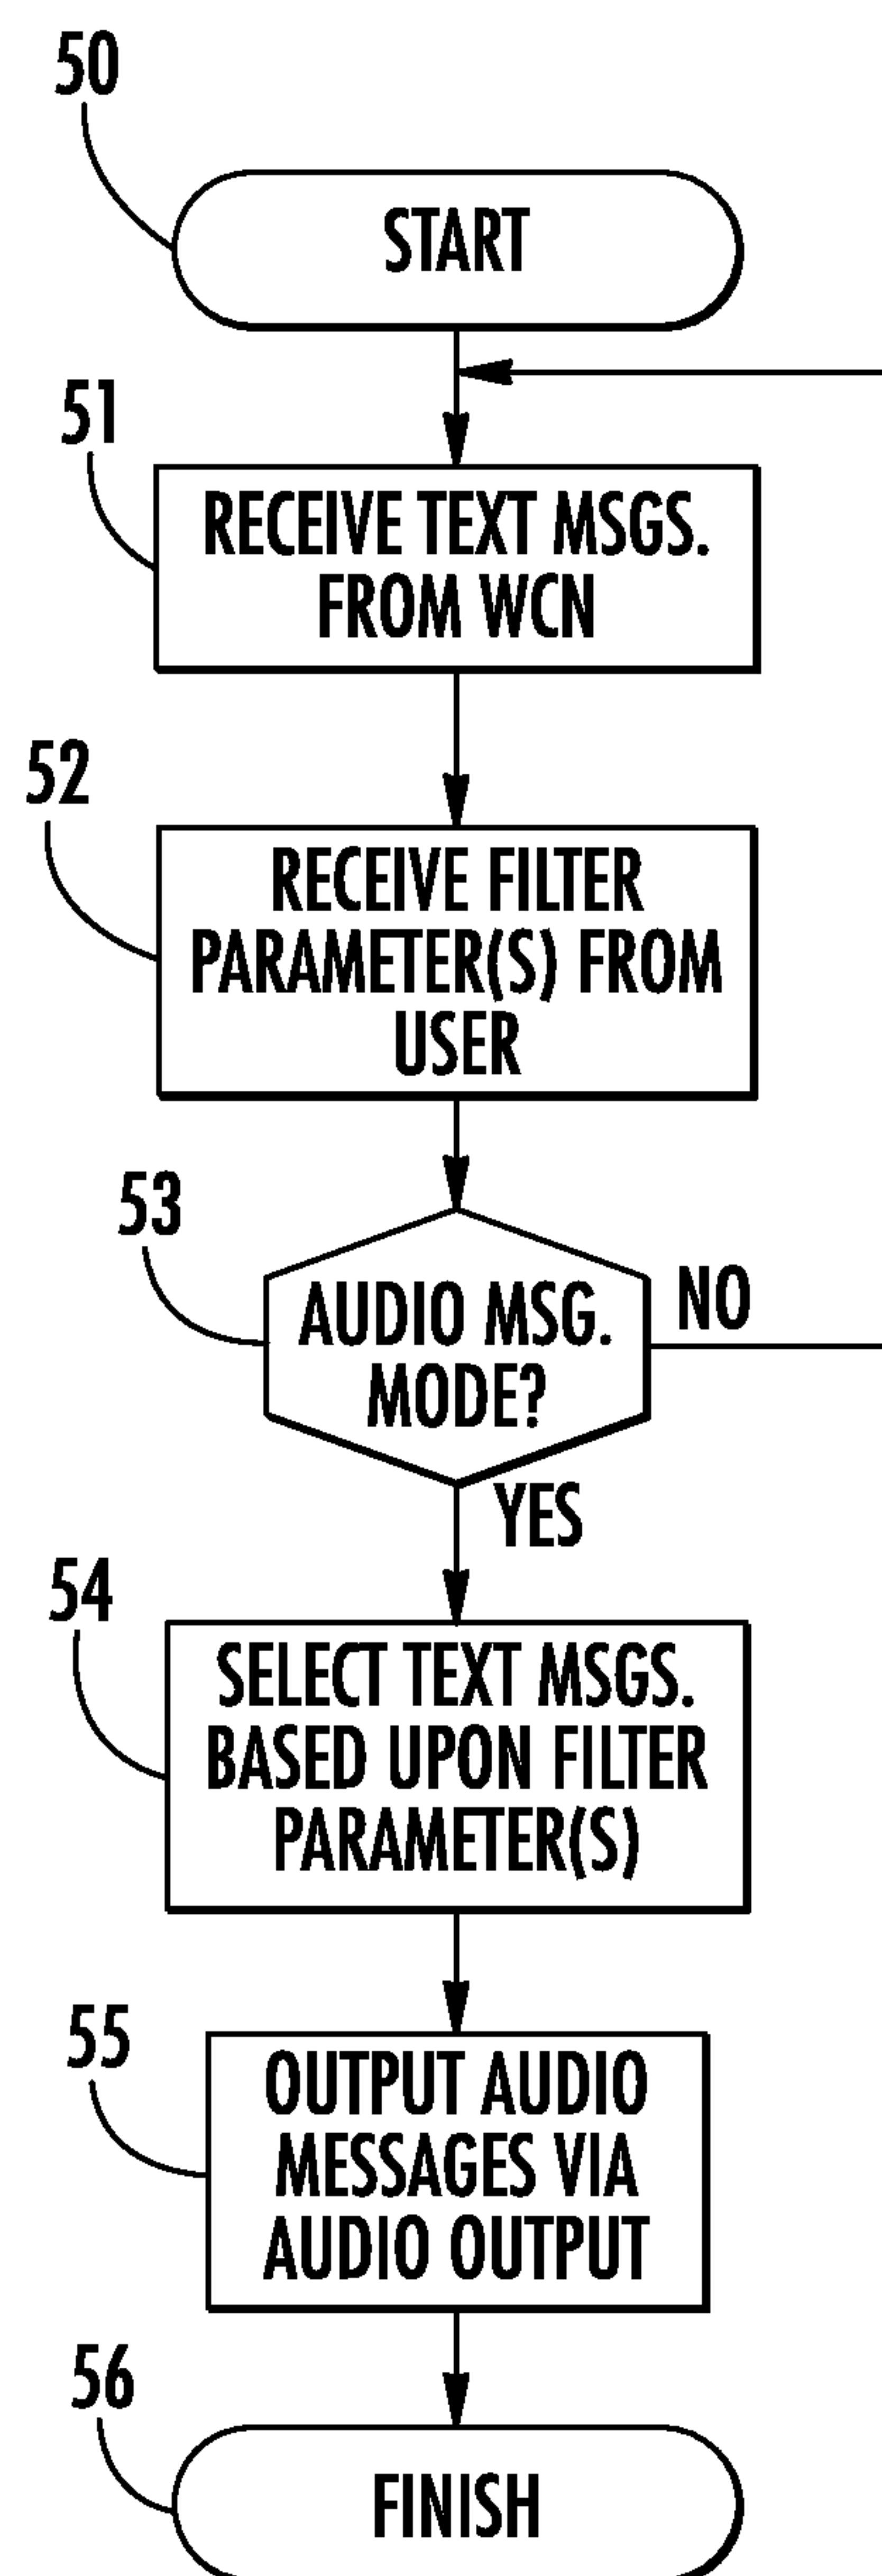 50
START
51
RECEIVE TEXT MSGS.
FROM WCN
52
RECEIVE FILTER
PARAMETER(S) FROM
USER
53
AUDIO MSG.
MODE?
NO
YES
54
SELECT TEXT MSGS.
BASED UPON FILTER
PARAMETER(S)
55
OUTPUT AUDIO
MESSAGES VIA
AUDIO OUTPUT
56
FINISH